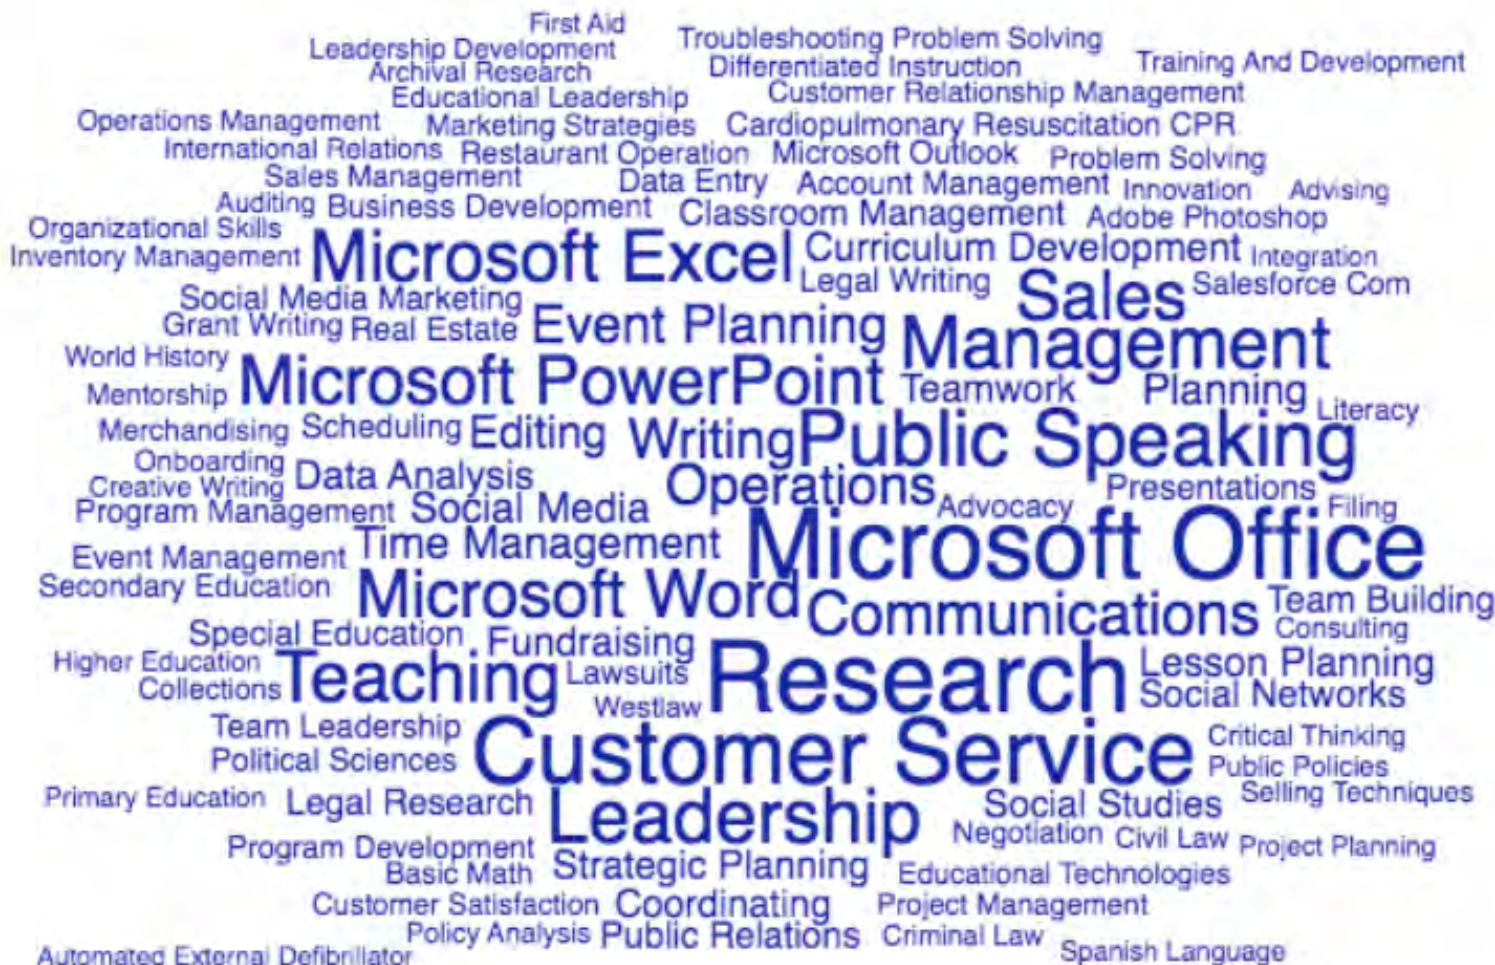 First Aid
Leadership Development
Troubleshooting Problem Solving
Archival Research
Differentiated Instruction
Training And Development
Educational Leadership
Customer Relationship Management
Operations Management
Marketing Strategies
Cardiopulmonary Resuscitation CPR
International Relations
Restaurant Operation
Microsoft Outlook
Problem Solving
Sales Management
Data Entry
Account Management
Innovation
Advising
Auditing
Business Development
Classroom Management
Adobe Photoshop
Organizational Skills
Inventory Management
Microsoft Excel
Curriculum Development
Integration
Legal Writing
Sales
Salesforce Com
Social Media Marketing
Grant Writing
Real Estate
Event Planning
Management
World History
Mentorship
Microsoft PowerPoint
Teamwork
Planning
Literacy
Merchandising
Scheduling
Editing
Writing
Public Speaking
Onboarding
Creative Writing
Data Analysis
Operations
Presentations
Program Management
Social Media
Advocacy
Filing
Event Management
Time Management
Microsoft Office
Secondary Education
Microsoft Word
Communications
Team Building
Consulting
Special Education
Fundraising
Higher Education
Collections
Teaching
Lawsuits
Westlaw
Research
Lesson Planning
Social Networks
Team Leadership
Political Sciences
Customer Service
Critical Thinking
Public Policies
Primary Education
Legal Research
Leadership
Social Studies
Selling Techniques
Negotiation
Civil Law
Project Planning
Program Development
Basic Math
Strategic Planning
Educational Technologies
Customer Satisfaction
Coordinating
Project Management
Policy Analysis
Public Relations
Criminal Law
Spanish Language
Automated External Defibrillator